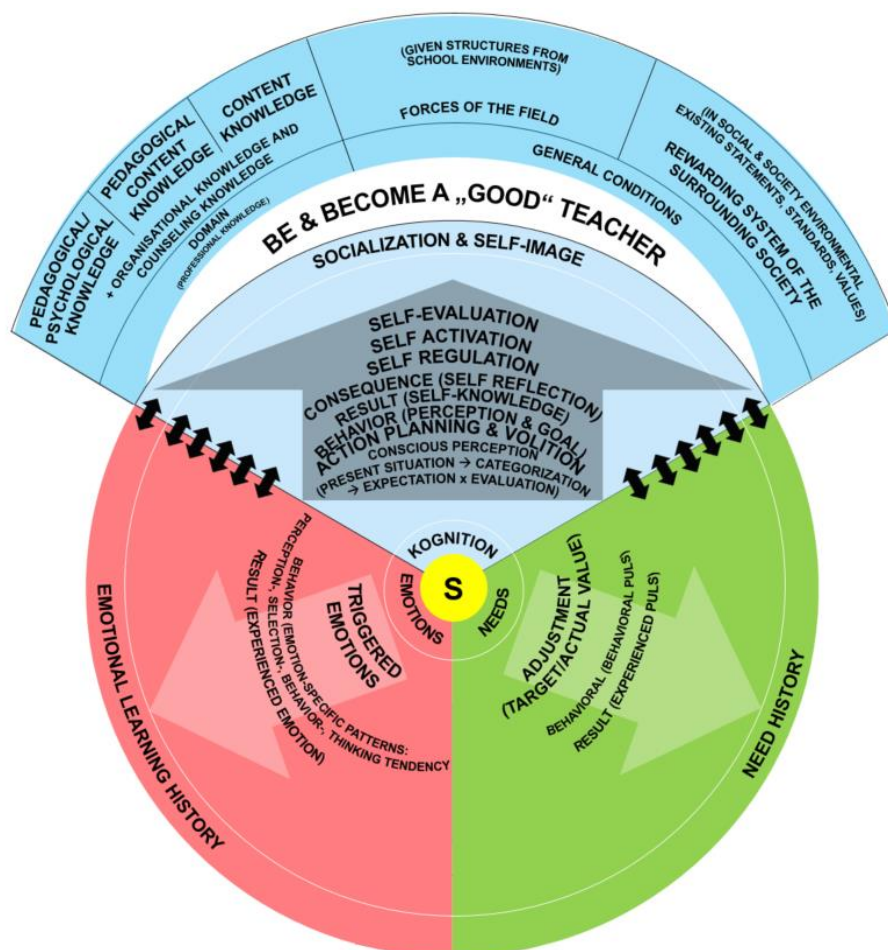 PEDAGOGICAL/
PSYCHOLOGICAL
KNOWLEDGE
PEDAGOGICAL
CONTENT
KNOWLEDGE
CONTENT
KNOWLEDGE
+ ORGANISATIONAL KNOWLEDGE AND
COUNSELING KNOWLEDGE
DOMAIN
(PROFESSIONAL KNOWLEDGE)
(GIVEN STRUCTURES FROM
SCHOOL ENVIRONMENTS)
FORCES OF THE FIELD
GENERAL CONDITIONS
(IN SOCIAL & SOCIETY ENVIRONMENTAL
EXISTING STATEMENTS, STANDARDS, VALUES)
REWARDING SYSTEM OF THE
SURROUNDING SOCIETY
BE & BECOME A „GOOD“ TEACHER
SOCIALIZATION & SELF-IMAGE
SELF-EVALUATION
SELF ACTIVATION
SELF REGULATION
CONSEQUENCE (SELF REFLECTION)
RESULT (SELF-KNOWLEDGE)
BEHAVIOR (PERCEPTION & GOAL)
ACTION PLANNING & VOLITION
CONSCIOUS PERCEPTION
(PRESENT SITUATION → CATEGORIZATION
→ EXPECTATION x EVALUATION)
KOGNITION
EMOTIONS
S
NEEDS
TRIGGERED
EMOTIONS
BEHAVIOR (EMOTION-SPECIFIC PATTERNS:
PERCEPTION-, SELECTION-, BEHAVIOR-, THINKING TENDENCY
RESULT (EXPERIENCED EMOTION)
EMOTIONAL LEARNING HISTORY
ADJUSTMENT
(TARGET/ACTUAL VALUE)
BEHAVIORAL (BEHAVIORAL PULS)
RESULT (EXPERIENCED PULS)
NEED HISTORY